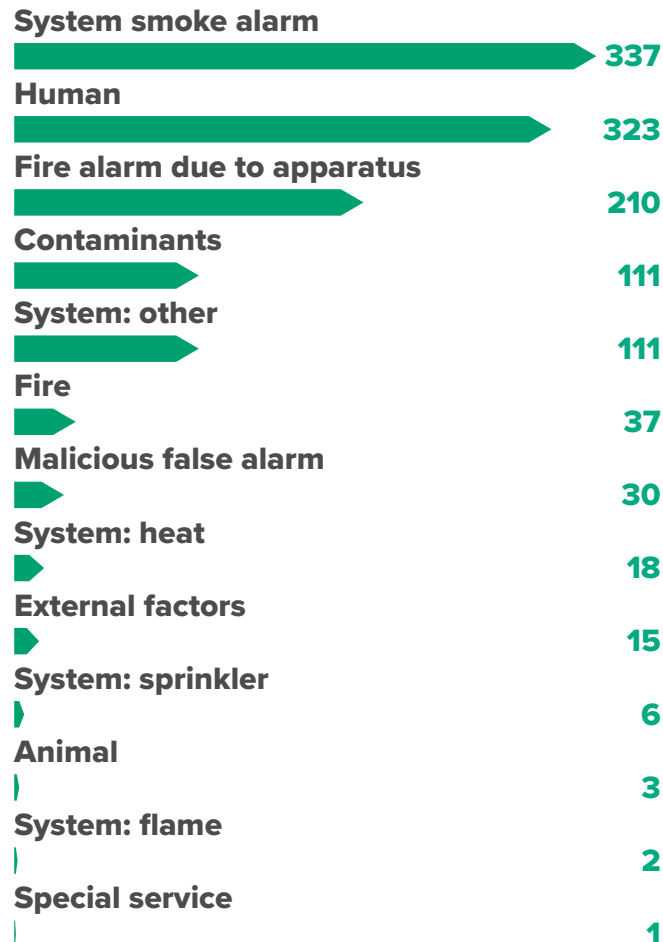 System smoke alarm
337
Human
323
Fire alarm due to apparatus
210
Contaminants
111
System: other
111
Fire
37
Malicious false alarm
30
System: heat
18
External factors
15
System: sprinkler
6
Animal
3
System: flame
2
Special service
1